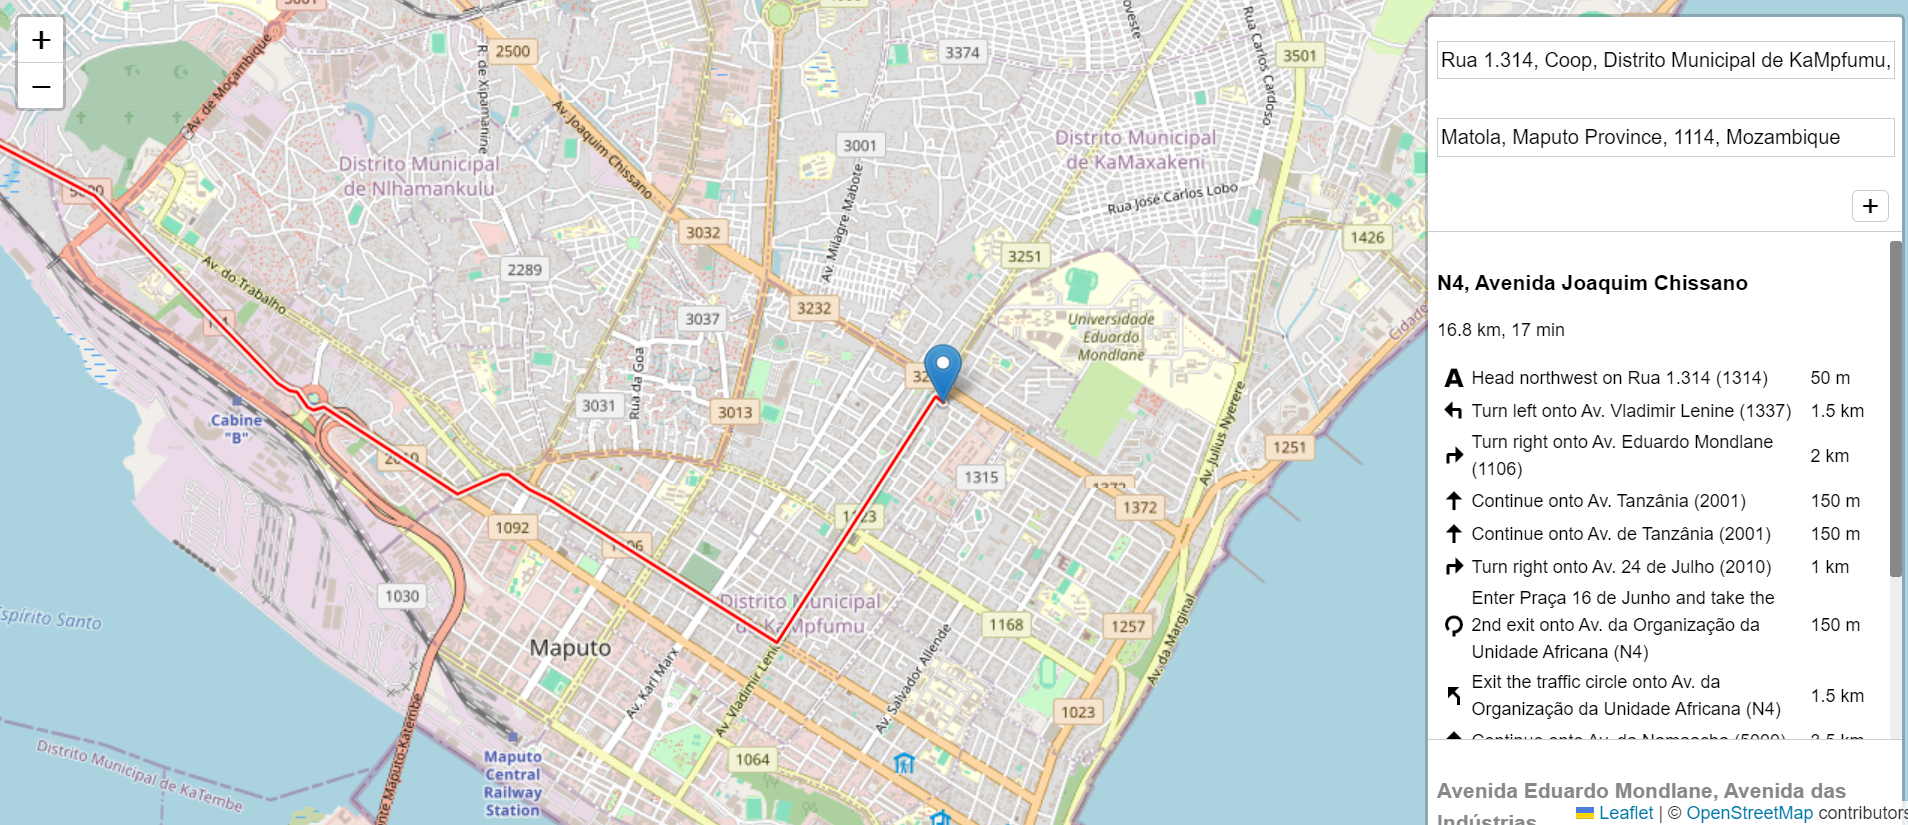 +
−
Rua 1.314, Coop, Distrito Municipal de KaMpfumu,
Matola, Maputo Province, 1114, Mozambique
+
N4, Avenida Joaquim Chissano
16.8 km, 17 min
A Head northwest on Rua 1.314 (1314) 50 m
Turn left onto Av. Vladimir Lenine (1337) 1.5 km
Turn right onto Av. Eduardo Mondlane
(1106) 2 km
Continue onto Av. Tanzânia (2001) 150 m
Continue onto Av. de Tanzânia (2001) 150 m
Turn right onto Av. 24 de Julho (2010) 1 km
Enter Praça 16 de Junho and take the
2nd exit onto Av. da Organização da 150 m
Unidade Africana (N4)
Exit the traffic circle onto Av. da
Organização da Unidade Africana (N4) 1.5 km
Avenida Eduardo Mondlane, Avenida das
Indústrias
Leaflet | © OpenStreetMap contributors
Av. de Moçambique
R. de Xipamanine
2500
3374
Rua Carlos Cardoso
3501
Av. Joaquim Chissano
3001
Distrito Municipal
de KaMaxakeni
Distrito Municipal
de Nlhamankulu
Av. Milagre Mabote
Rua José Carlos Lobo
3032
1426
3251
2289
Av. do Trabalho
3232
3037
Universidade
Eduardo
Mondlane
Cidade
Rua da Goa
3031
3013
Av. Julius Nyerere
Cabine
"B"
2010
1251
1315
1372
1372
1092
1123
1030
Distrito Municipal
de KaMpfumu
1168
1257
Espírito Santo
Maputo
Av. Karl Marx
Av. Vladimir Lenine
Av. Salvador Allende
Av. da Marginal
1023
Distrito Municipal de KaTembe
Maputo-Katembe
Maputo
Central
Railway
Station
1064